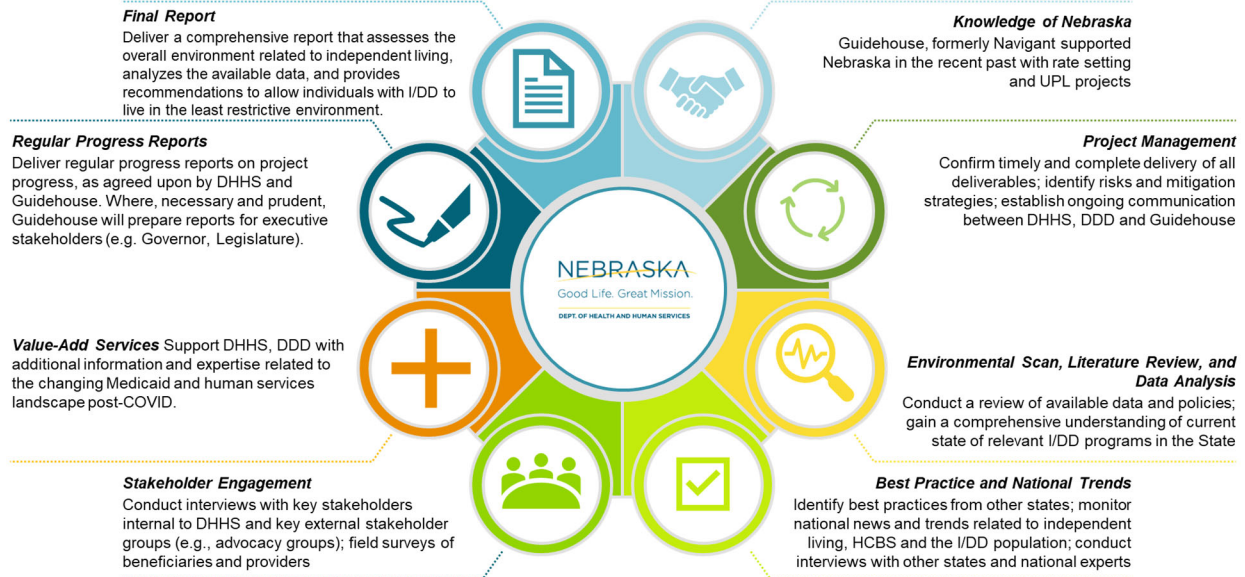 Final Report
Deliver a comprehensive report that assesses the
overall environment related to independent living,
analyzes the available data, and provides
recommendations to allow individuals with I/DD to
live in the least restrictive environment.
Knowledge of Nebraska
Guidehouse, formerly Navigant supported
Nebraska in the recent past with rate setting
and UPL projects
Regular Progress Reports
Deliver regular progress reports on project
progress, as agreed upon by DHHS and
Guidehouse. Where, necessary and prudent,
Guidehouse will prepare reports for executive
stakeholders (e.g. Governor, Legislature).
Project Management
Confirm timely and complete delivery of all
deliverables; identify risks and mitigation
strategies; establish ongoing communication
between DHHS, DDD and Guidehouse
NEBRASKA
Good Life. Great Mission.
DEPT. OF HEALTH AND HUMAN SERVICES
Value-Add Services Support DHHS, DDD with
additional information and expertise related to
the changing Medicaid and human services
landscape post-COVID.
Environmental Scan, Literature Review, and
Data Analysis
Conduct a review of available data and policies;
gain a comprehensive understanding of current
state of relevant I/DD programs in the State
Stakeholder Engagement
Conduct interviews with key stakeholders
internal to DHHS and key external stakeholder
groups (e.g., advocacy groups); field surveys of
beneficiaries and providers
Best Practice and National Trends
Identify best practices from other states; monitor
national news and trends related to independent
living, HCBS and the I/DD population; conduct
interviews with other states and national experts